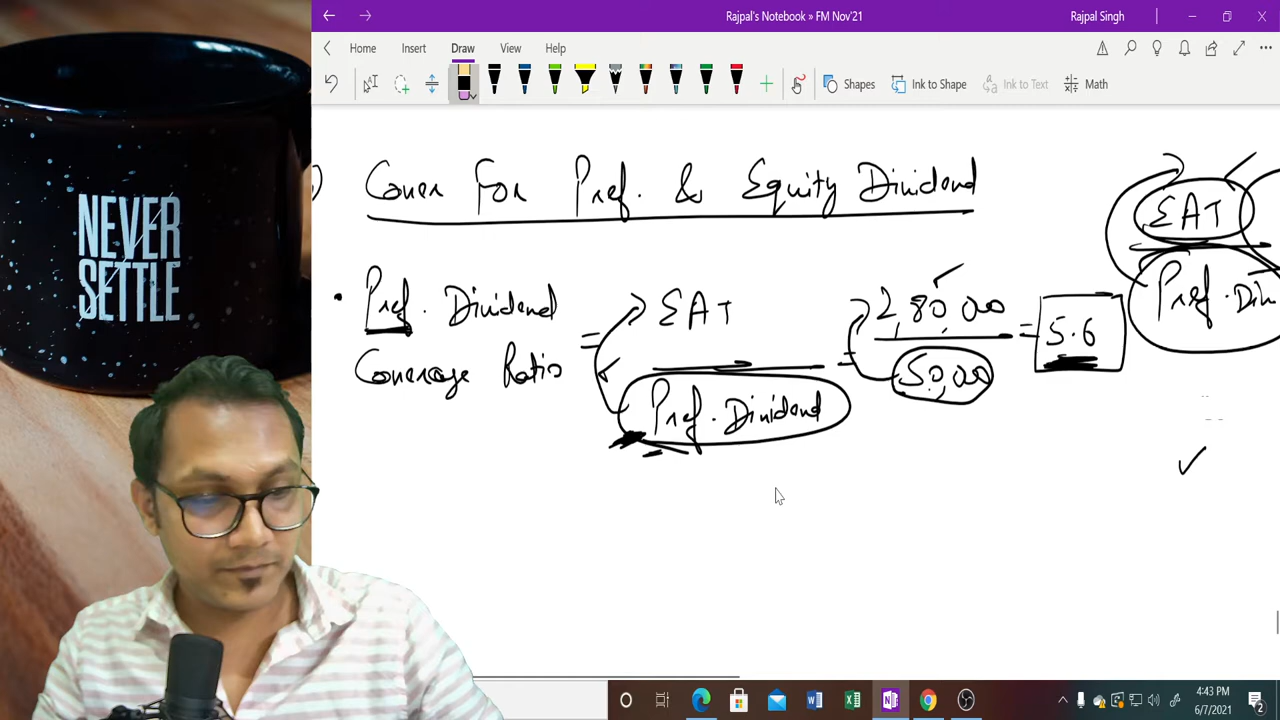 Rajpal's Notebook » FM Nov'21
Rajpal Singh
Home Insert Draw View Help
Shapes Ink to Shape Ink to Text Math
NEVER
SETTLE
) Cover For Pref. & Equity Dividend
EAT
Pref. Div
• Pref. Dividend
Coverage Ratio
= EAT
Pref. Dividend
= 2,80,000
50,000
= 5.6
4:43 PM
6/7/2021
2